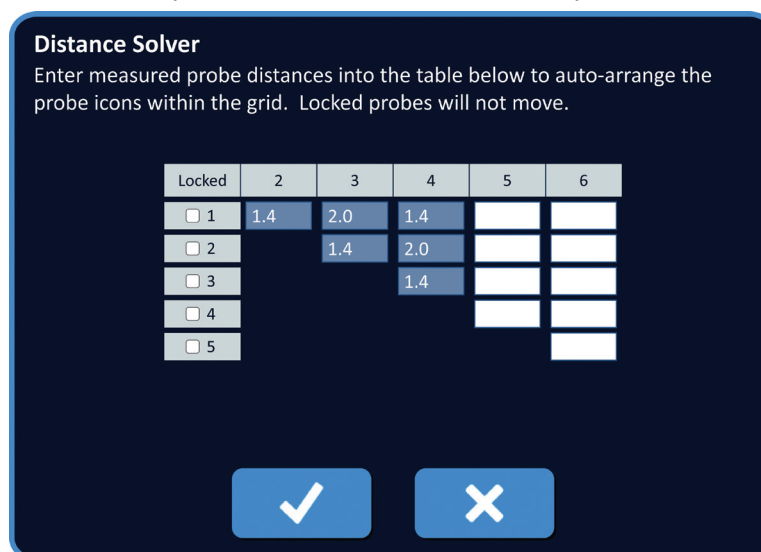 Distance Solver
Enter measured probe distances into the table below to auto-arrange the
probe icons within the grid. Locked probes will not move.
Locked 2 3 4 5 6
1 1.4 2.0 1.4
2 1.4 2.0
3 1.4
4
5